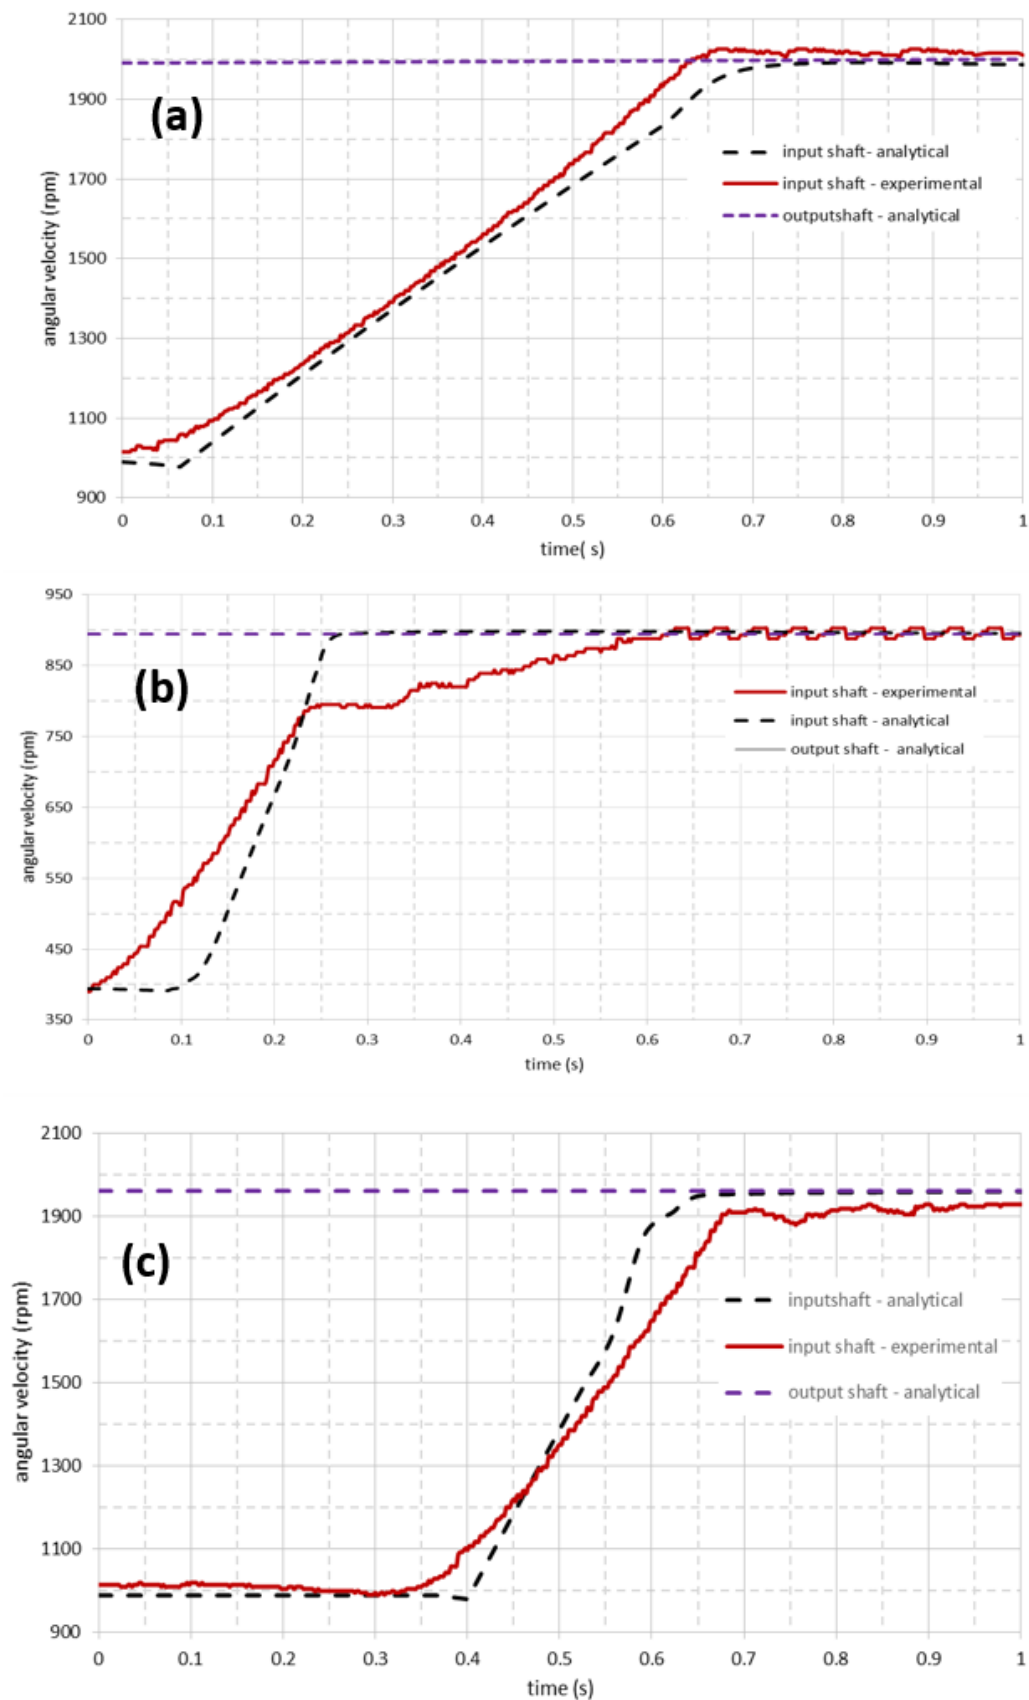 2100
1900
1700
1500
1300
1100
900
angular velocity (rpm)
(a)
input shaft- analytical
input shaft - experimental
outputshaft - analytical
0 0.1 0.2 0.3 0.4 0.5 0.6 0.7 0.8 0.9 1
time( s)
950
850
750
650
550
450
350
angular velocity (rpm)
(b)
input shaft - experimental
input shaft - analytical
output shaft - analytical
0 0.1 0.2 0.3 0.4 0.5 0.6 0.7 0.8 0.9 1
time (s)
2100
1900
1700
1500
1300
1100
900
angular velocity (rpm)
(c)
inputshaft - analytical
input shaft - experimental
output shaft - analytical
0 0.1 0.2 0.3 0.4 0.5 0.6 0.7 0.8 0.9 1
time (s)